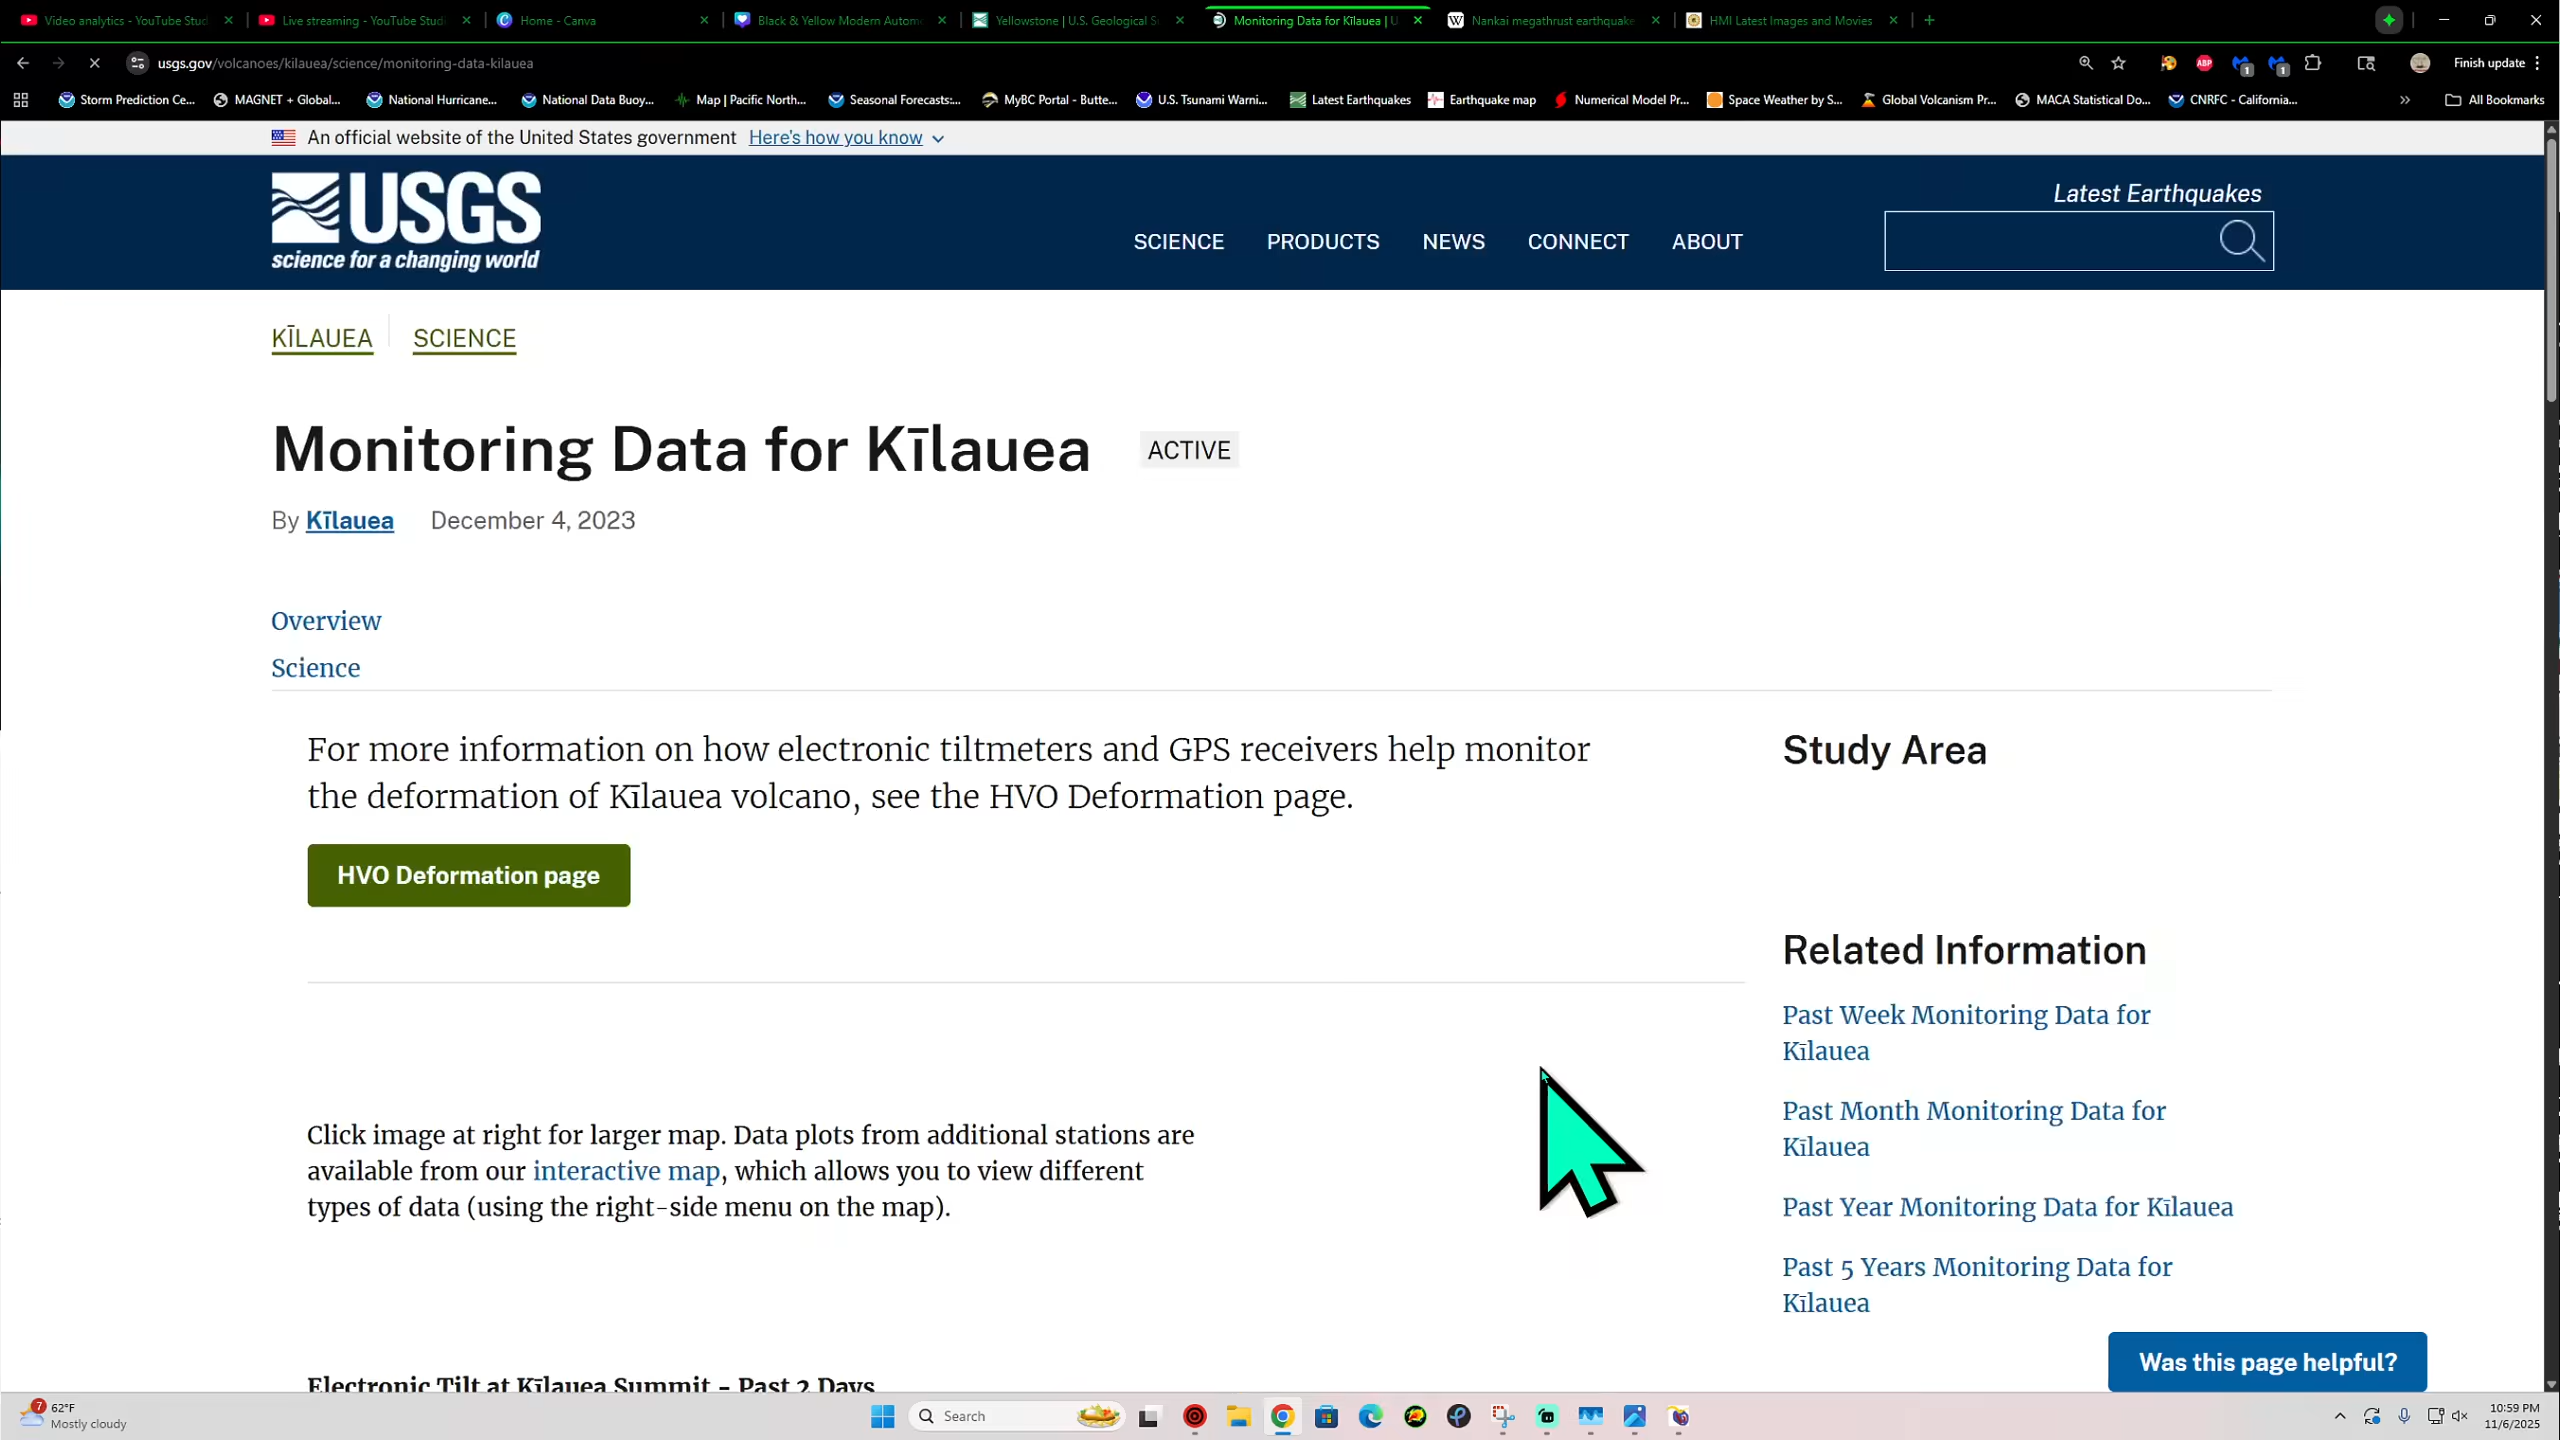 Video analytics - YouTube Studi
Live streaming - YouTube Studi
Home - Canva
Black & Yellow Modern Autom
Yellowstone | U.S. Geological S
Monitoring Data for Kīlauea | U
Nankai megathrust earthquake
HMI Latest Images and Movies
usgs.gov/volcanoes/kilauea/science/monitoring-data-kilauea
ABP
1
1
Finish update
Storm Prediction Ce...
MAGNET + Global...
National Hurricane...
National Data Buoy...
Map | Pacific North...
Seasonal Forecasts:...
MyBC Portal - Butte...
U.S. Tsunami Warni...
Latest Earthquakes
Earthquake map
Numerical Model Pr...
Space Weather by S...
Global Volcanism Pr...
MACA Statistical Do...
CNRFC - California...
All Bookmarks
An official website of the United States government Here's how you know
USGS
science for a changing world
SCIENCE PRODUCTS NEWS CONNECT ABOUT
Latest Earthquakes
KĪLAUEA SCIENCE
Monitoring Data for Kīlauea ACTIVE
By Kīlauea December 4, 2023
Overview
Science
For more information on how electronic tiltmeters and GPS receivers help monitor
the deformation of Kīlauea volcano, see the HVO Deformation page.
HVO Deformation page
Click image at right for larger map. Data plots from additional stations are
available from our interactive map, which allows you to view different
types of data (using the right-side menu on the map).
Electronic Tilt at Kīlauea Summit - Past 2 Days
Study Area
Related Information
Past Week Monitoring Data for
Kīlauea
Past Month Monitoring Data for
Kīlauea
Past Year Monitoring Data for Kīlauea
Past 5 Years Monitoring Data for
Kīlauea
Was this page helpful?
7
62°F
Mostly cloudy
Search
10:59 PM
11/6/2025